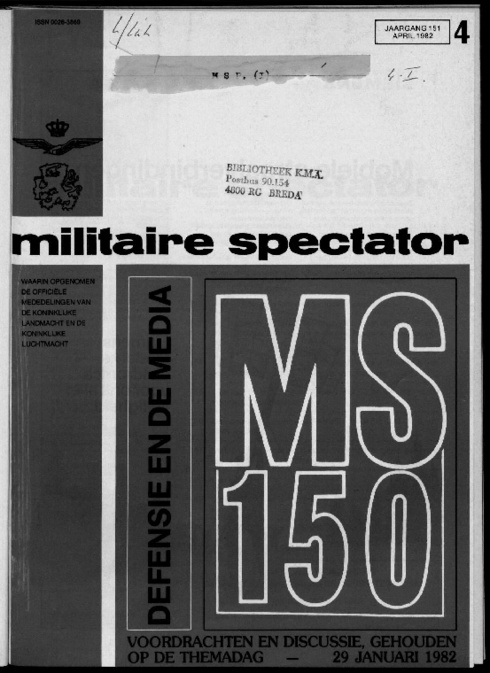 ISSN 0026-3869
JAARGANG 151
APRIL 1982
4
M S P. (I)
4-I.
BIBLIOTHEEK K.M.A.
Postbus 90.154
4800 RG BREDA
militaire spectator
WAARIN OPGENOMEN
DE OFFICIËLE
MEDEDELINGEN VAN
DE KONINKLIJKE
LANDMACHT EN DE
KONINKLIJKE
LUCHTMACHT
DEFENSIE EN DE MEDIA
MS
150
VOORDRACHTEN EN DISCUSSIE, GEHOUDEN
OP DE THEMADAG — 29 JANUARI 1982